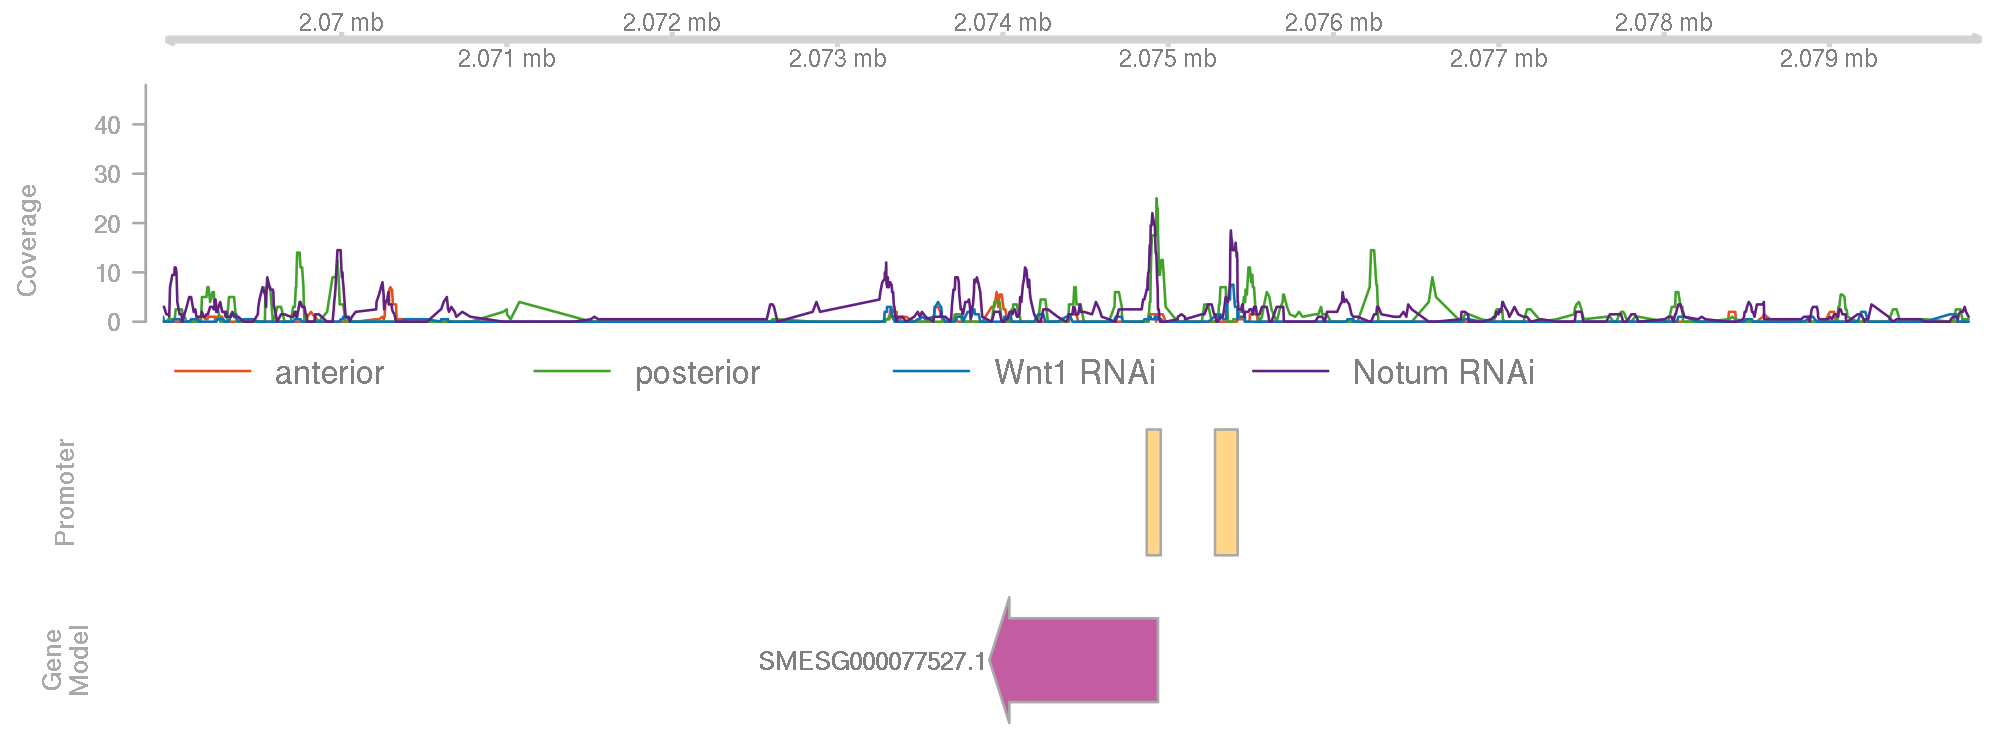 2.07 mb 2.072 mb 2.074 mb 2.076 mb 2.078 mb
2.071 mb 2.073 mb 2.075 mb 2.077 mb 2.079 mb
Coverage
40
30
20
10
0
anterior posterior Wnt1 RNAi Notum RNAi
Promoter
Gene
Model
SMESG000077527.1